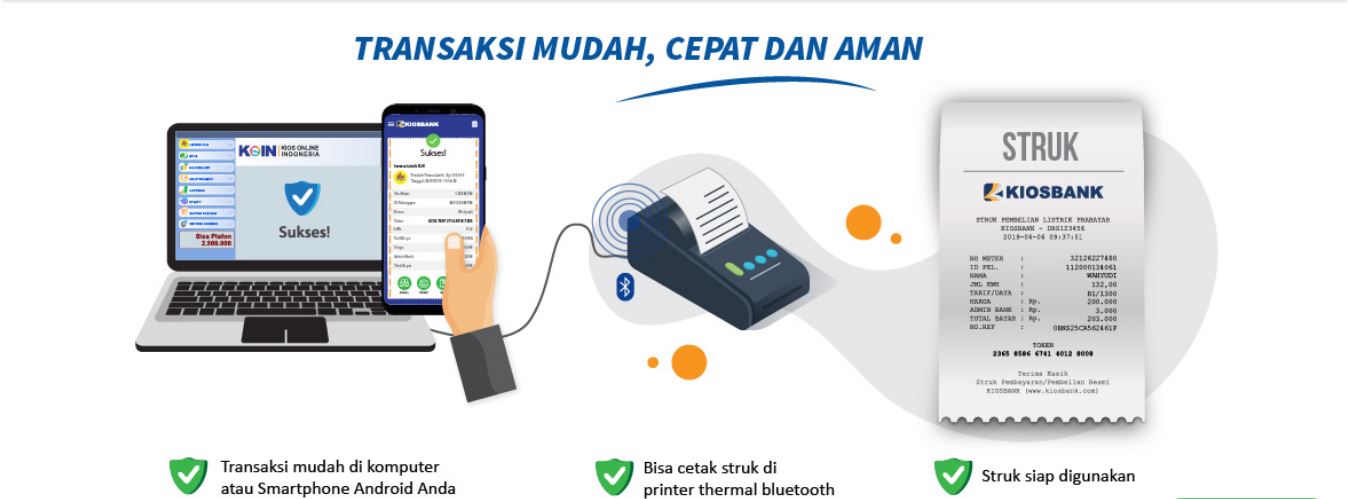 TRANSAKSI MUDAH, CEPAT DAN AMAN
KOIN KIOS ONLINE
INDONESIA
Sukses!
Sisa Plafon
2.500.000
KIOSBANK
Sukses!
STRUK
KIOSBANK
STRUK PEMBELIAN LISTRIK PRABAYAR
KIOSBANK - DRS123456
2019-06-06 09:37:51
NO METER : 32126227480
ID PEL. : 112000134061
NAMA : WAHYUDI
JML KWH : 132,00
TARIF/DAYA : R1/1300
HARGA : Rp. 200.000
ADMIN BANK : Rp. 3.000
TOTAL BAYAR : Rp. 203.000
NO.REF : 0BNS25CA562461F
TOKEN
2365 8586 6741 4012 8008
Terima Kasih
Struk Pembayaran/Pembelian Resmi
KIOSBANK (www.kiosbank.com)
Transaksi mudah di komputer
atau Smartphone Android Anda
Bisa cetak struk di
printer thermal bluetooth
Struk siap digunakan